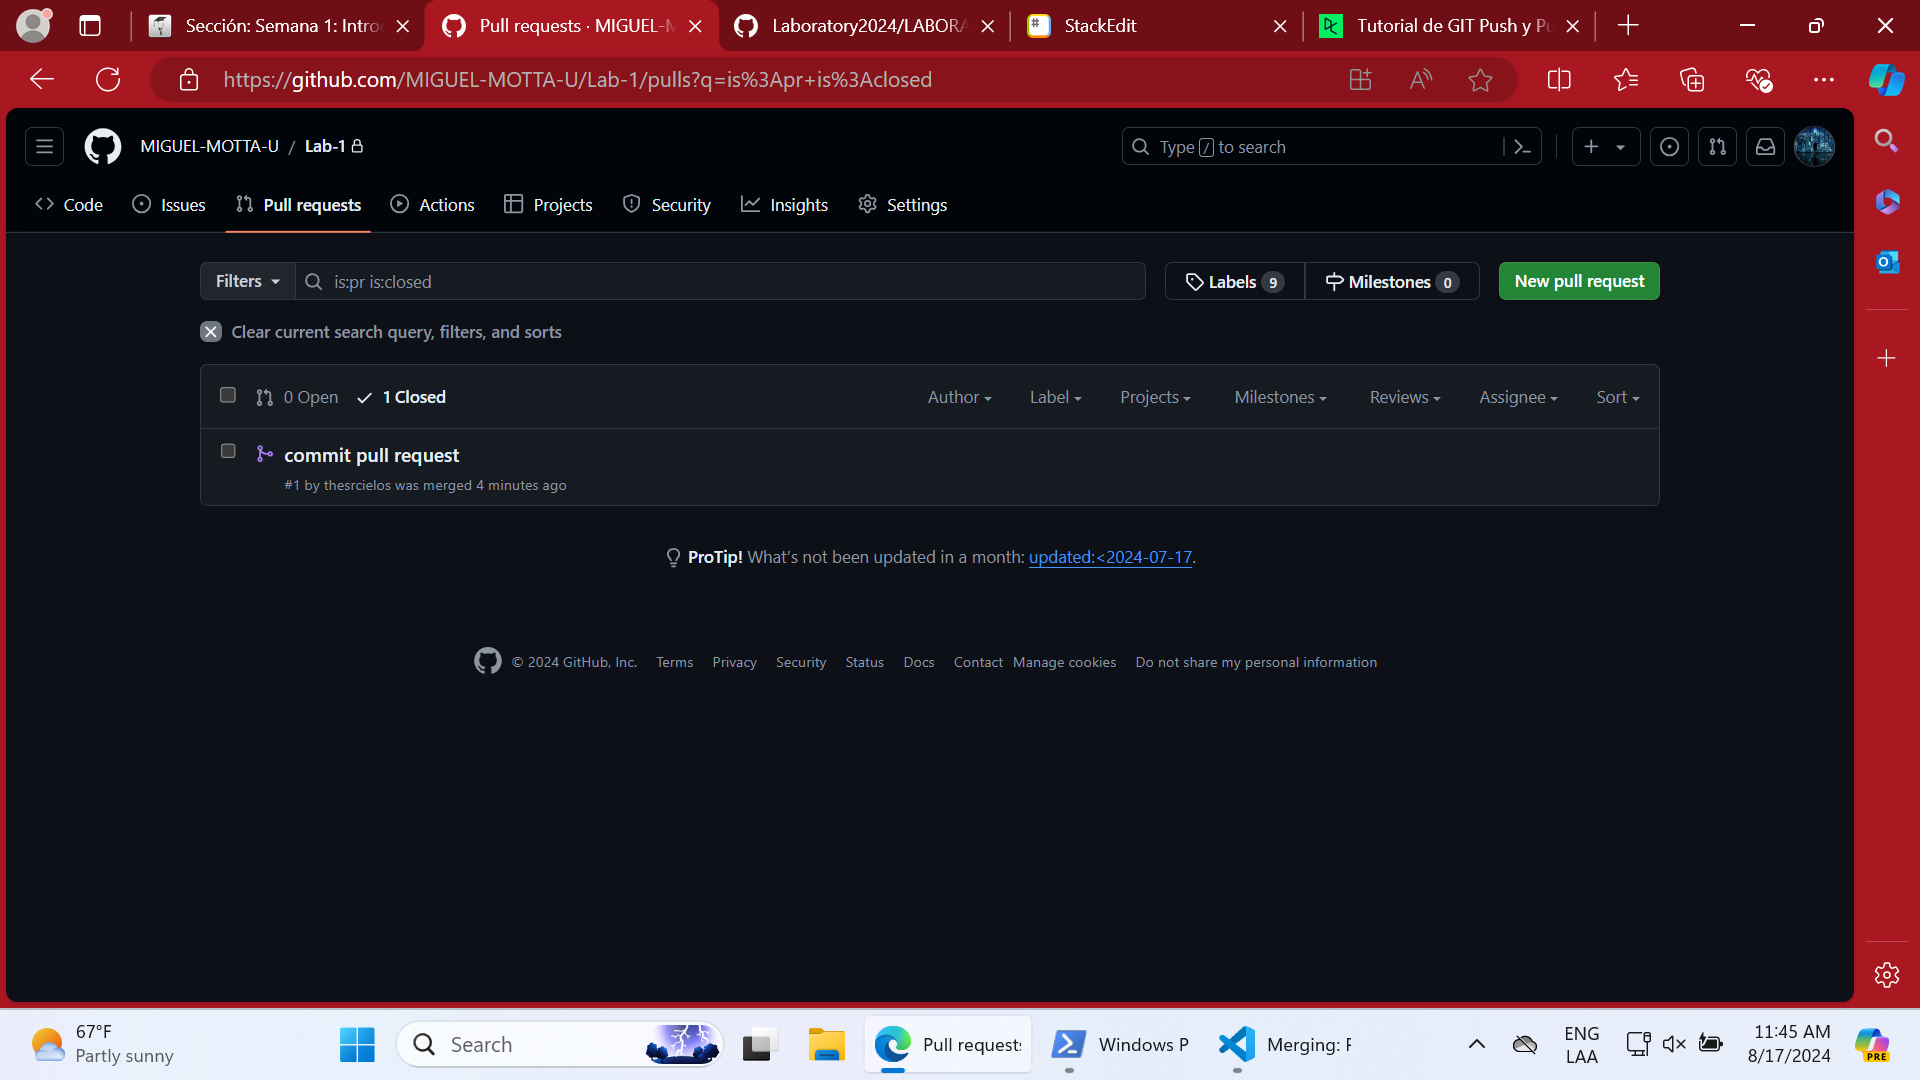 Sección: Semana 1: Intro
Pull requests · MIGUEL-M
Laboratory2024/LABORA
StackEdit
Tutorial de GIT Push y Pu
https://github.com/MIGUEL-MOTTA-U/Lab-1/pulls?q=is%3Apr+is%3Aclosed
MIGUEL-MOTTA-U / Lab-1
Type / to search
Code
Issues
Pull requests
Actions
Projects
Security
Insights
Settings
Filters
is:pr is:closed
Labels 9
Milestones 0
New pull request
Clear current search query, filters, and sorts
0 Open
1 Closed
Author
Label
Projects
Milestones
Reviews
Assignee
Sort
commit pull request
#1 by thesrcielos was merged 4 minutes ago
ProTip! What's not been updated in a month: updated:<2024-07-17.
© 2024 GitHub, Inc.
Terms
Privacy
Security
Status
Docs
Contact
Manage cookies
Do not share my personal information
67°F
Partly sunny
Search
Pull requests
Windows P
Merging: F
ENG
LAA
11:45 AM
8/17/2024
PRE